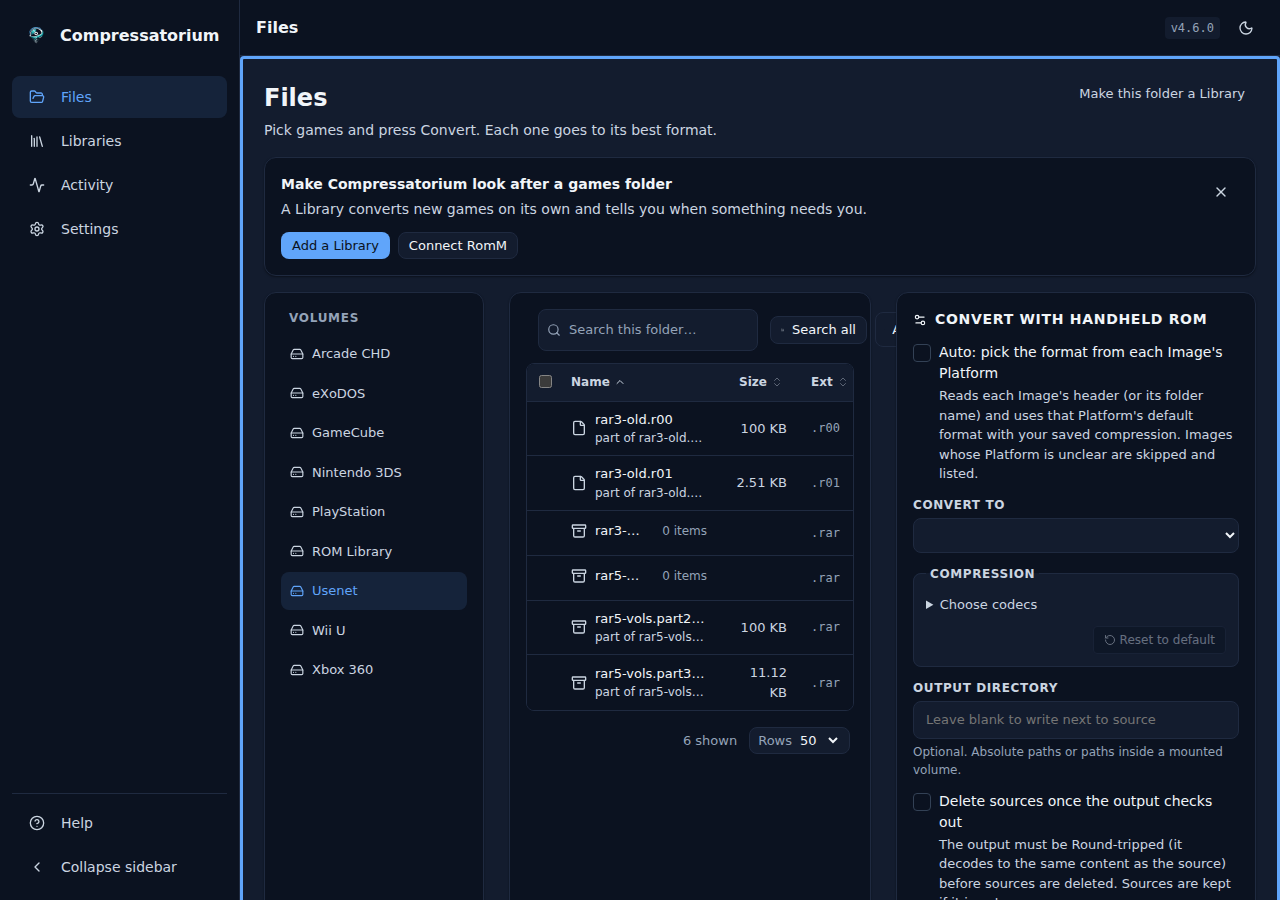 Compressatorium
Files
Libraries
Activity
Settings
Help
Collapse sidebar
Files
v4.6.0
Files
Make this folder a Library
Pick games and press Convert. Each one goes to its best format.
Make Compressatorium look after a games folder
A Library converts new games on its own and tells you when something needs you.
Add a Library
Connect RomM
VOLUMES
Arcade CHD
eXoDOS
GameCube
Nintendo 3DS
PlayStation
ROM Library
Usenet
Wii U
Xbox 360
Search this folder…
Search all
Name
Size
Ext
rar3-old.r00
part of rar3-old.…
100 KB
.r00
rar3-old.r01
part of rar3-old.…
2.51 KB
.r01
rar3-…
0 items
.rar
rar5-…
0 items
.rar
rar5-vols.part2…
part of rar5-vols…
100 KB
.rar
rar5-vols.part3…
part of rar5-vols…
11.12
KB
.rar
6 shown
Rows 50
CONVERT WITH HANDHELD ROM
Auto: pick the format from each Image's
Platform
Reads each Image's header (or its folder
name) and uses that Platform's default
format with your saved compression. Images
whose Platform is unclear are skipped and
listed.
CONVERT TO
COMPRESSION
Choose codecs
Reset to default
OUTPUT DIRECTORY
Leave blank to write next to source
Optional. Absolute paths or paths inside a mounted
volume.
Delete sources once the output checks
out
The output must be Round-tripped (it
decodes to the same content as the source)
before sources are deleted. Sources are kept